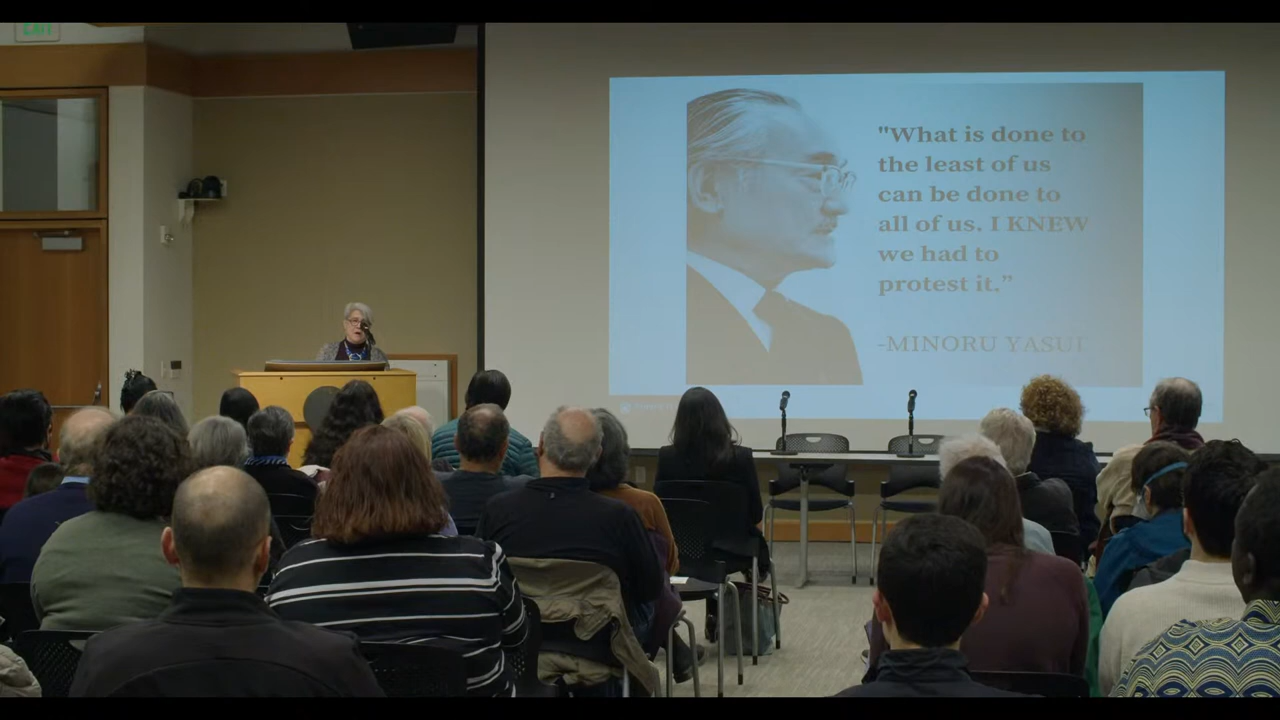 EXIT
"What is done to
the least of us
can be done to
all of us. I KNEW
we had to
protest it.”
-MINORU YASUI